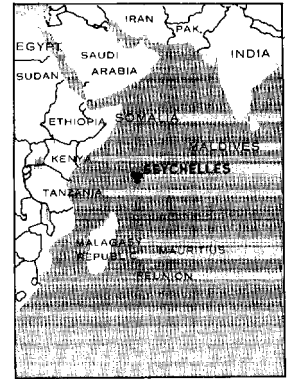 IRAN
PAK.
EGYPT
SAUDI
ARABIA
INDIA
SUDAN
ETHIOPIA
SOMALIA
MALDIVES
KENYA
SEYCHELLES
TANZANIA
MALAGASY
REPUBLIC
MAURITIUS
REUNION